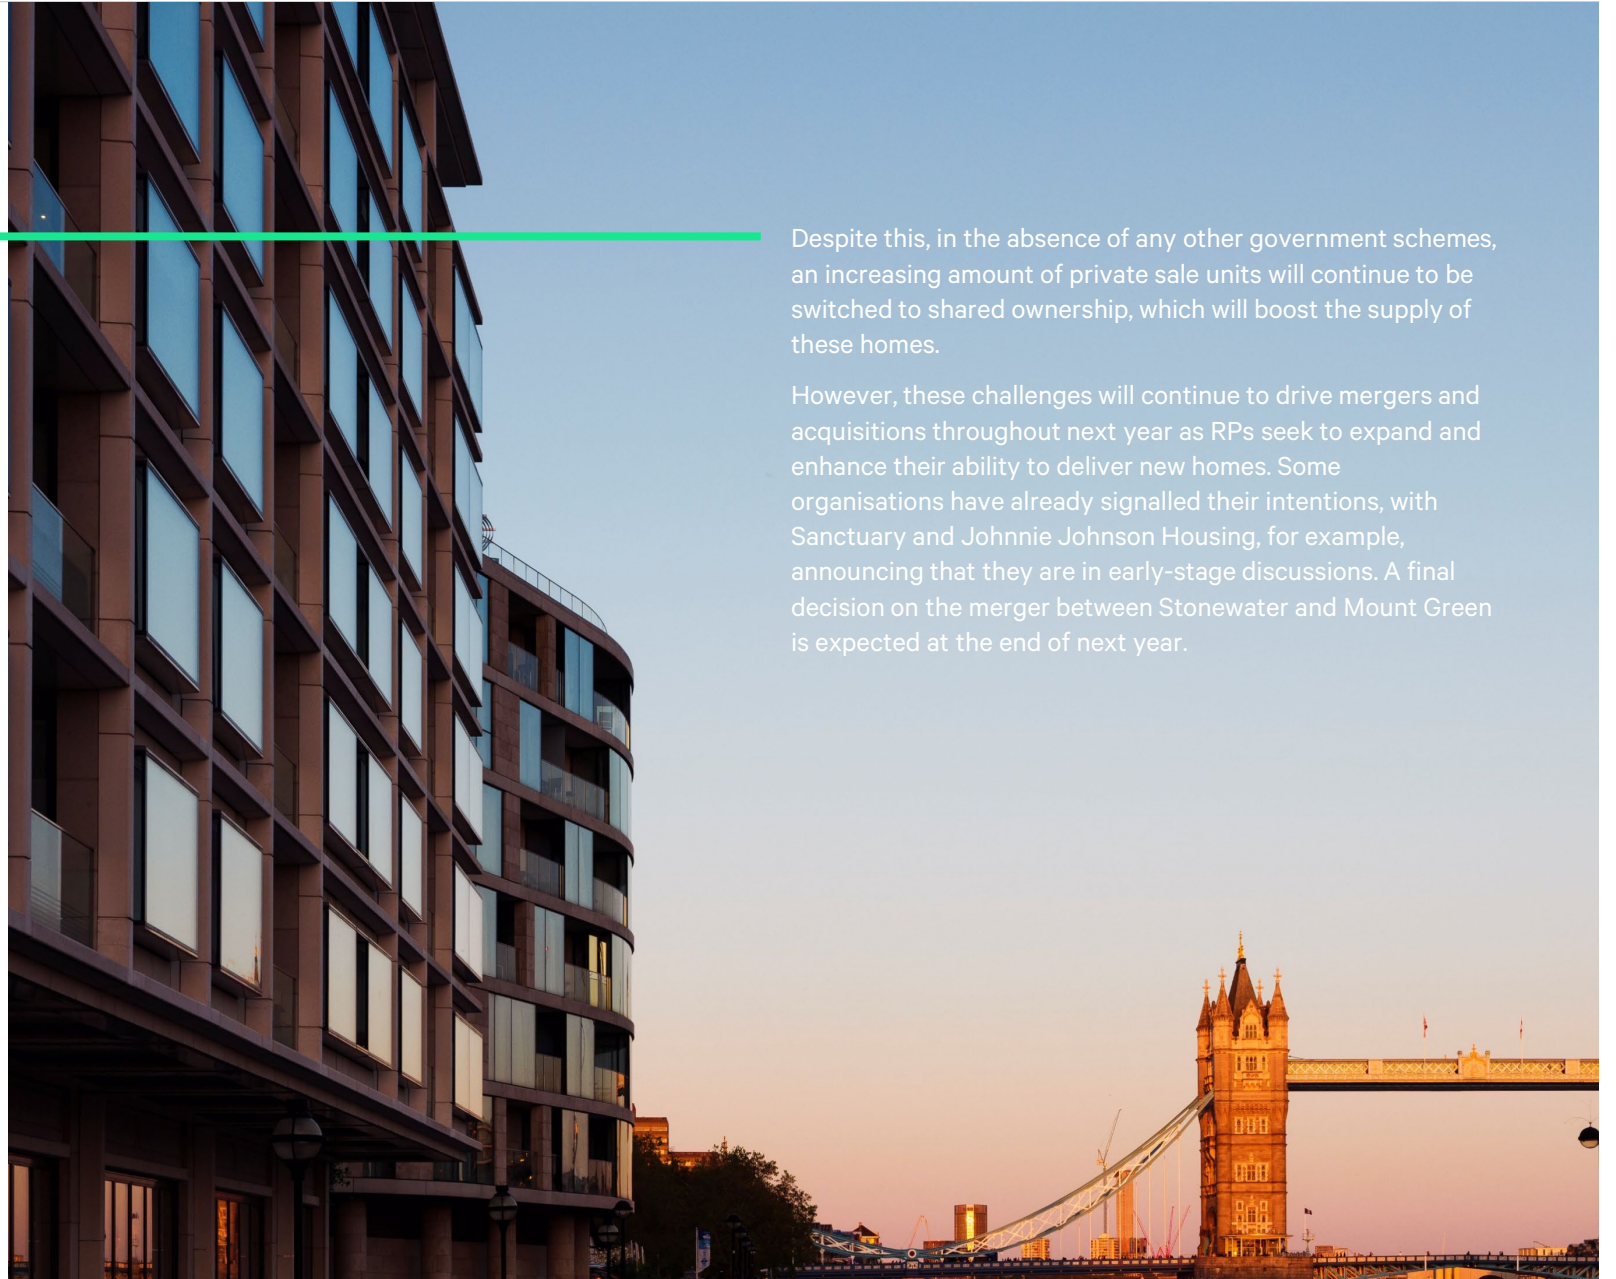 Despite this, in the absence of any other government schemes,
an increasing amount of private sale units will continue to be
switched to shared ownership, which will boost the supply of
these homes.
However, these challenges will continue to drive mergers and
acquisitions throughout next year as RPs seek to expand and
enhance their ability to deliver new homes. Some
organisations have already signalled their intentions, with
Sanctuary and Johnnie Johnson Housing, for example,
announcing that they are in early-stage discussions. A final
decision on the merger between Stonewater and Mount Green
is expected at the end of next year.